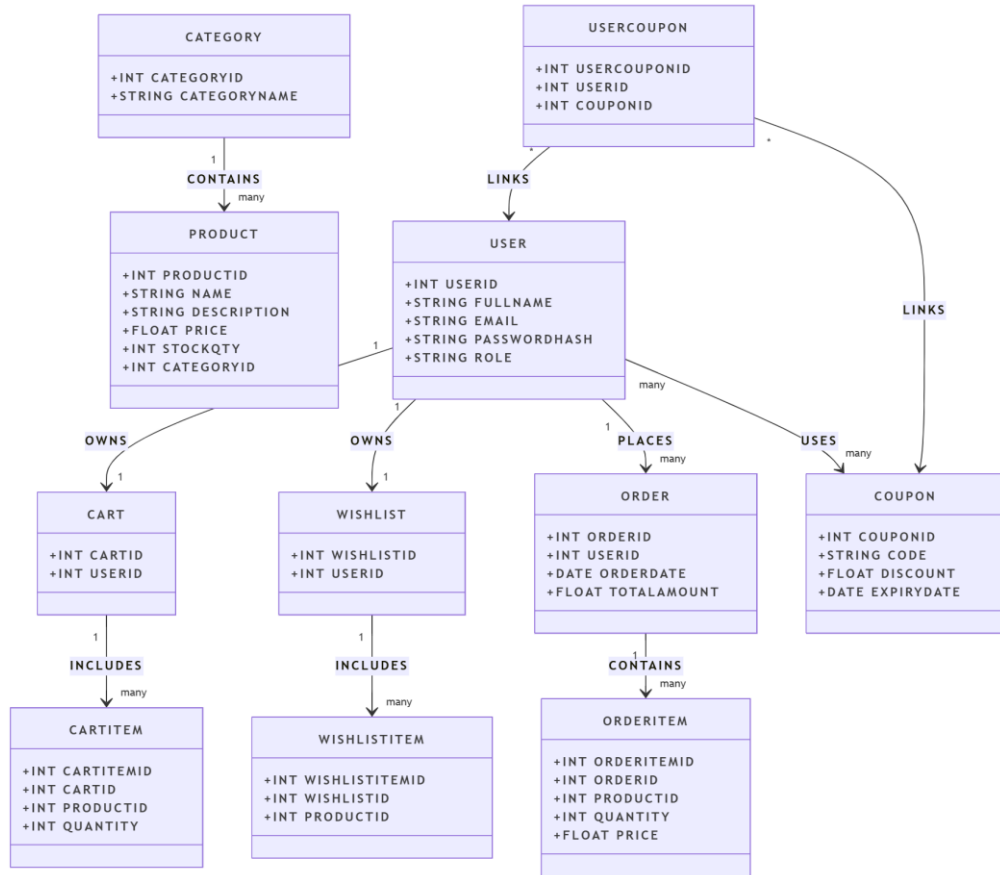 CATEGORY
+INT CATEGORYID
+STRING CATEGORYNAME
USERCOUPON
+INT USERCOUPONID
+INT USERID
+INT COUPONID
1
CONTAINS
many
*
LINKS
*
LINKS
PRODUCT
+INT PRODUCTID
+STRING NAME
+STRING DESCRIPTION
+FLOAT PRICE
+INT STOCKQTY
+INT CATEGORYID
USER
+INT USERID
+STRING FULLNAME
+STRING EMAIL
+STRING PASSWORDHASH
+STRING ROLE
1
OWNS
1
1
OWNS
1
1
PLACES
many
many
USES
many
CART
+INT CARTID
+INT USERID
WISHLIST
+INT WISHLISTID
+INT USERID
ORDER
+INT ORDERID
+INT USERID
+DATE ORDERDATE
+FLOAT TOTALAMOUNT
COUPON
+INT COUPONID
+STRING CODE
+FLOAT DISCOUNT
+DATE EXPIRYDATE
1
INCLUDES
many
1
INCLUDES
many
1
CONTAINS
many
CARTITEM
+INT CARTITEMID
+INT CARTID
+INT PRODUCTID
+INT QUANTITY
WISHLISTITEM
+INT WISHLISTITEMID
+INT WISHLISTID
+INT PRODUCTID
ORDERITEM
+INT ORDERITEMID
+INT ORDERID
+INT PRODUCTID
+INT QUANTITY
+FLOAT PRICE